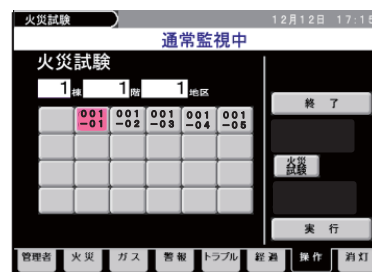 火災試験 12月12日 17:15
通常監視中
火災試験
1棟 1階 1地区
001-01 001-02 001-03 001-04 001-05
終 了
火災試験
実 行
管理者 火災 ガス 警報 トラブル 経過 操作 消灯